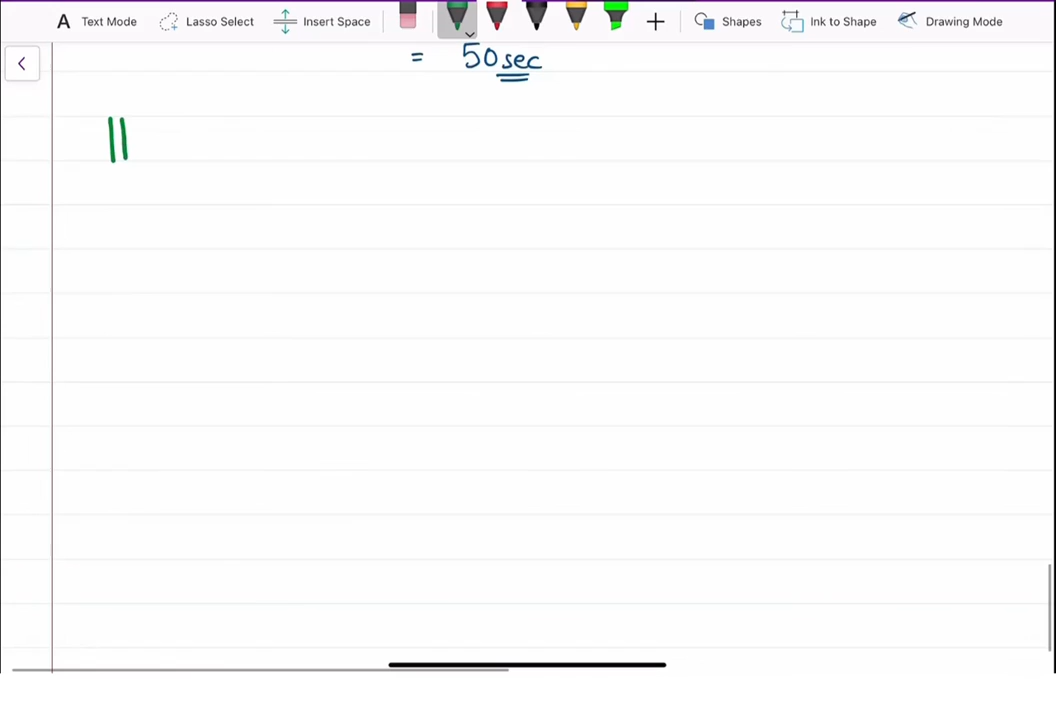 A Text Mode Lasso Select Insert Space Shapes Ink to Shape Drawing Mode
= 50sec
11